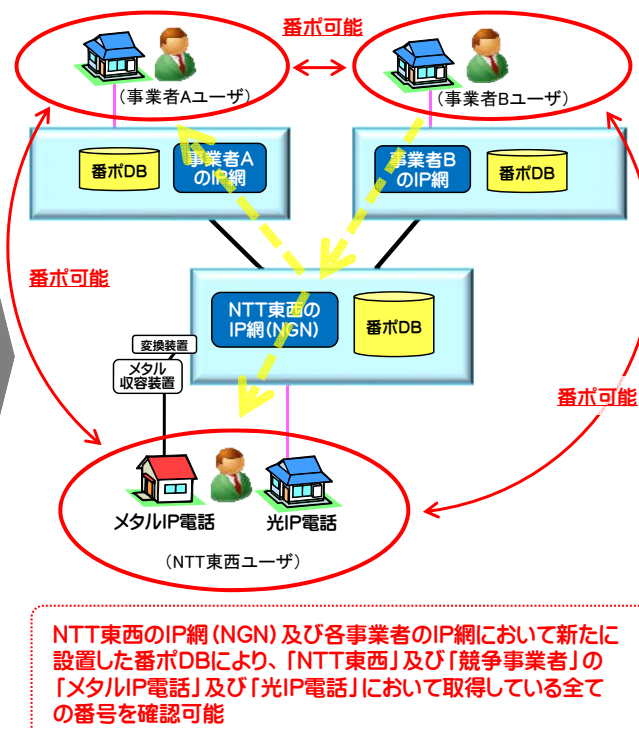 番ポ可能
(事業者Aユーザ)
(事業者Bユーザ)
番ポDB
事業者A
のIP網
事業者B
のIP網
番ポDB
番ポ可能
NTT東西の
IP網(NGN)
番ポDB
変換装置
メタル
収容装置
番ポ可能
メタルIP電話
光IP電話
(NTT東西ユーザ)
NTT東西のIP網(NGN)及び各事業者のIP網において新たに
設置した番ポDBにより、「NTT東西」及び「競争事業者」の
「メタルIP電話」及び「光IP電話」において取得している全て
の番号を確認可能